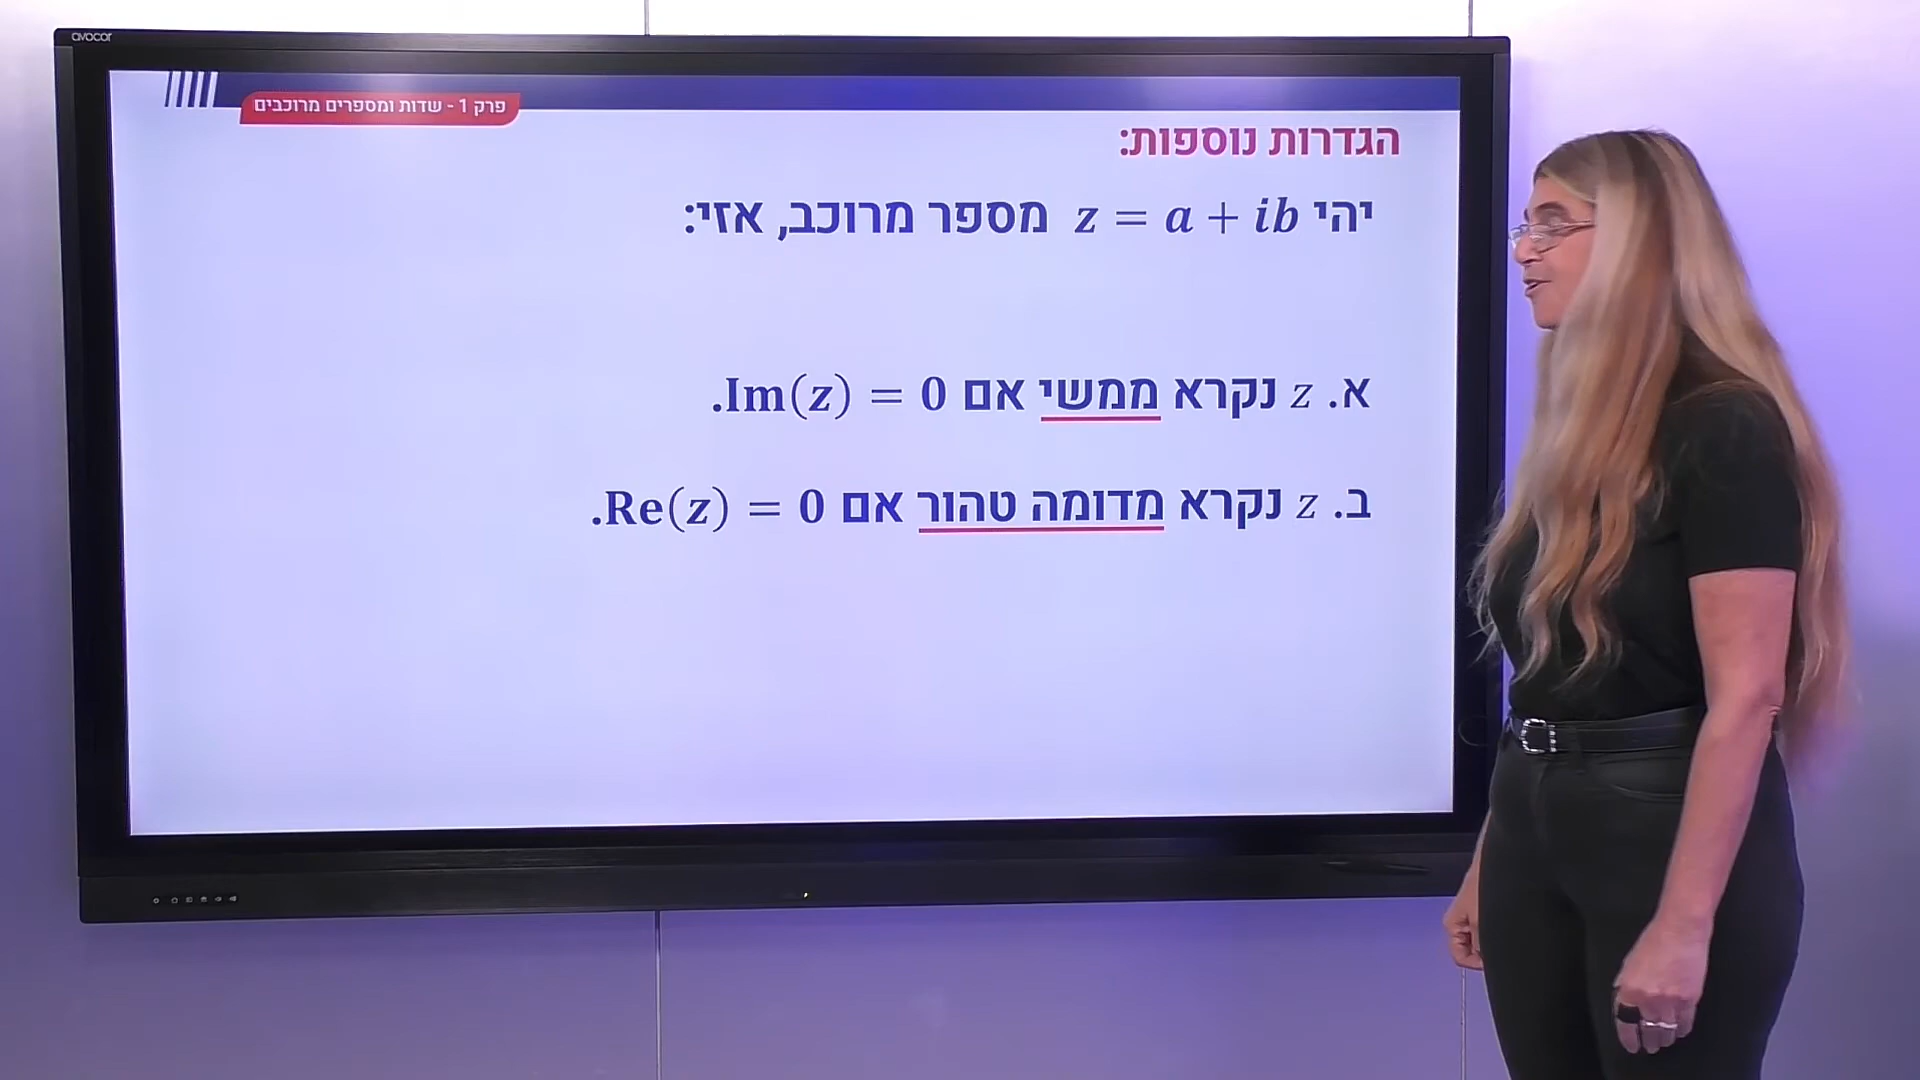 avocor
פרק 1 - שדות ומספרים מרוכבים
הגדרות נוספות:
יהי z = a + ib מספר מרוכב, אזי:
א. z נקרא ממשי אם Im(z) = 0.
ב. z נקרא מדומה טהור אם Re(z) = 0.